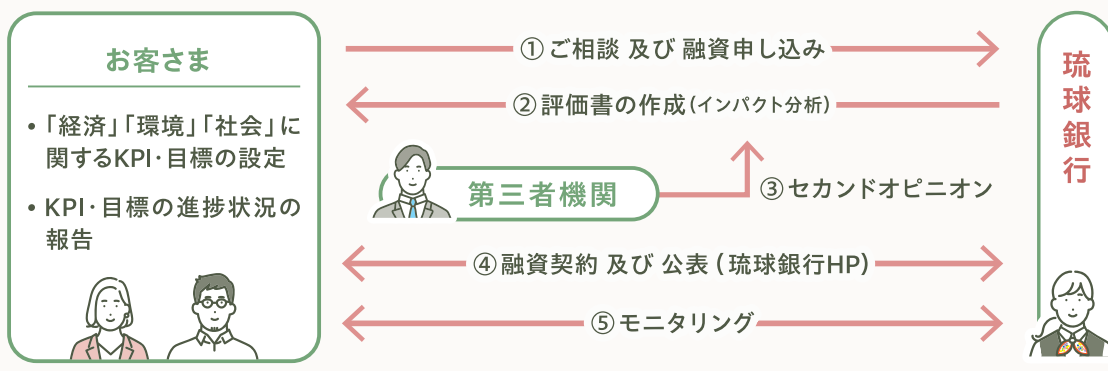 お客さま
•「経済」「環境」「社会」に
関するKPI・目標の設定
• KPI・目標の進捗状況の
報告
①ご相談 及び 融資申し込み
②評価書の作成(インパクト分析)
第三者機関
③セカンドオピニオン
④融資契約 及び 公表(琉球銀行HP)
⑤モニタリング
琉球銀行